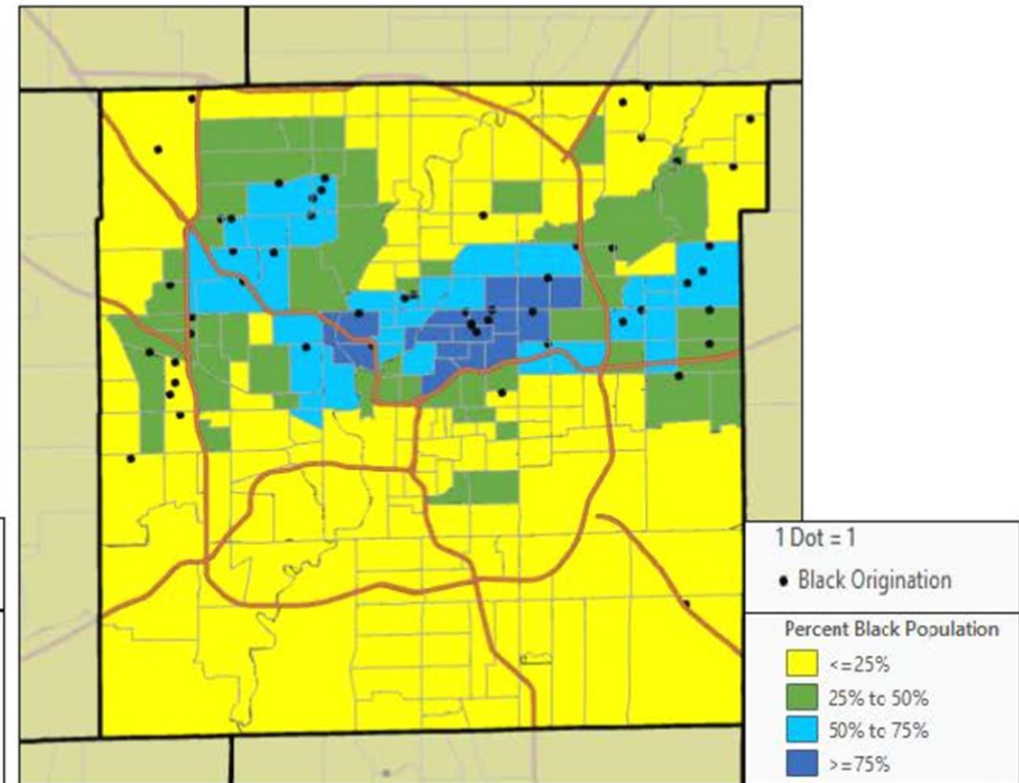 1 Dot = 1
Black Origination
Percent Black Population
<=25%
25% to 50%
50% to 75%
>=75%